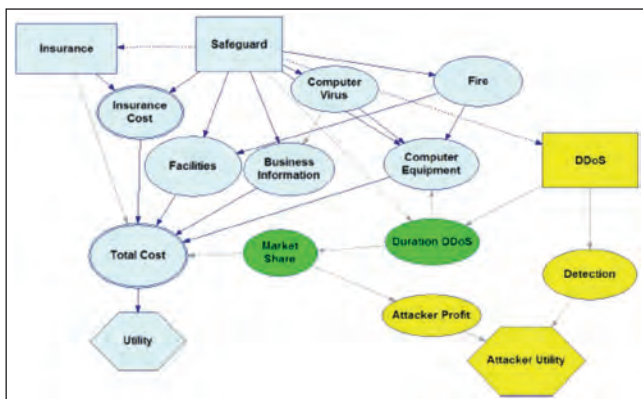 Insurance
Safeguard
Computer
Virus
Fire
Insurance
Cost
Facilities
Business
Information
Computer
Equipment
DDoS
Total Cost
Market
Share
Duration DDoS
Detection
Attacker Profit
Utility
Attacker Utility